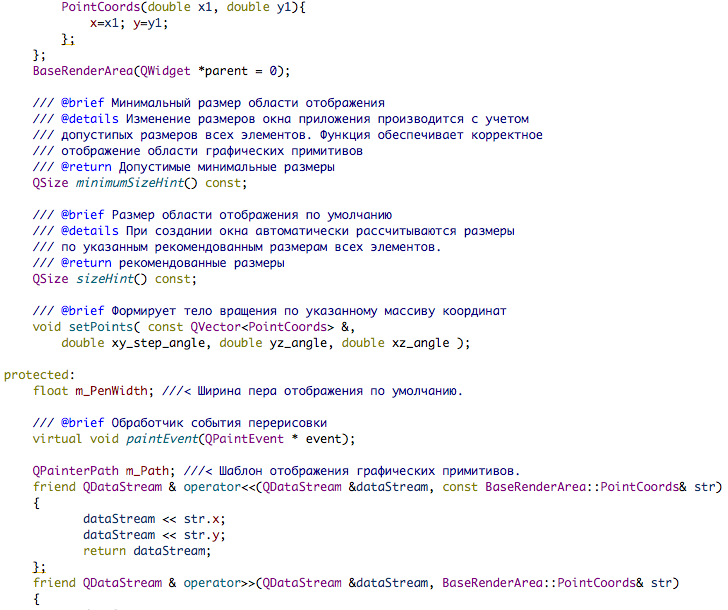 PointCoords(double x1, double y1){
x=x1; y=y1;
};
};
BaseRenderArea(QWidget *parent = 0);
/// @brief Минимальный размер области отображения
/// @details Изменение размеров окна приложения производится с учетом
/// допустипых размеров всех элементов. Функция обеспечивает корректное
/// отображение области графических примитивов
/// @return Допустимые минимальные размеры
QSize minimumSizeHint() const;
/// @brief Размер области отображения по умолчанию
/// @details При создании окна автоматически рассчитываются размеры
/// по указанным рекомендованным размерам всех элементов.
/// @return рекомендованные размеры
QSize sizeHint() const;
/// @brief Формирует тело вращения по указанному массиву координат
void setPoints( const QVector<PointCoords> &,
double xy_step_angle, double yz_angle, double xz_angle );
protected:
float m_PenWidth; ///< Ширина пера отображения по умолчанию.
/// @brief Обработчик события перерисовки
virtual void paintEvent(QPaintEvent * event);
QPainterPath m_Path; ///< Шаблон отображения графических примитивов.
friend QDataStream & operator<<(QDataStream &dataStream, const BaseRenderArea::PointCoords& str)
{
dataStream << str.x;
dataStream << str.y;
return dataStream;
};
friend QDataStream & operator>>(QDataStream &dataStream, BaseRenderArea::PointCoords& str)
{